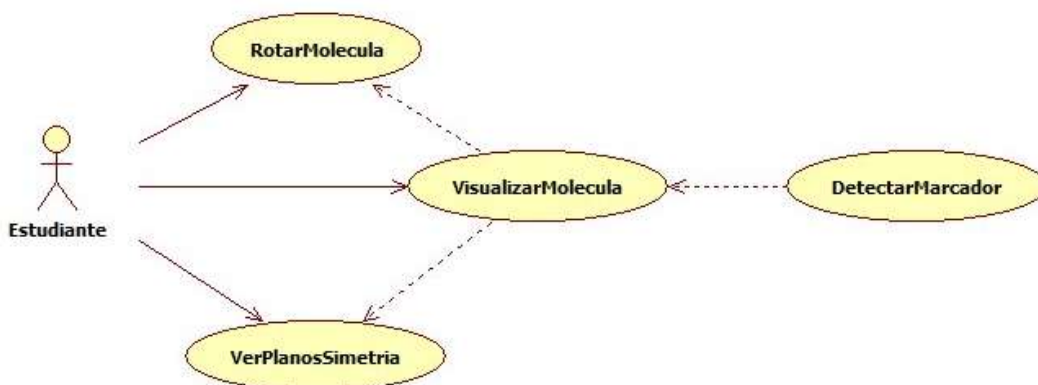 RotarMolecula
VisualizarMolecula
DetectarMarcador
Estudiante
VerPlanosSimetria